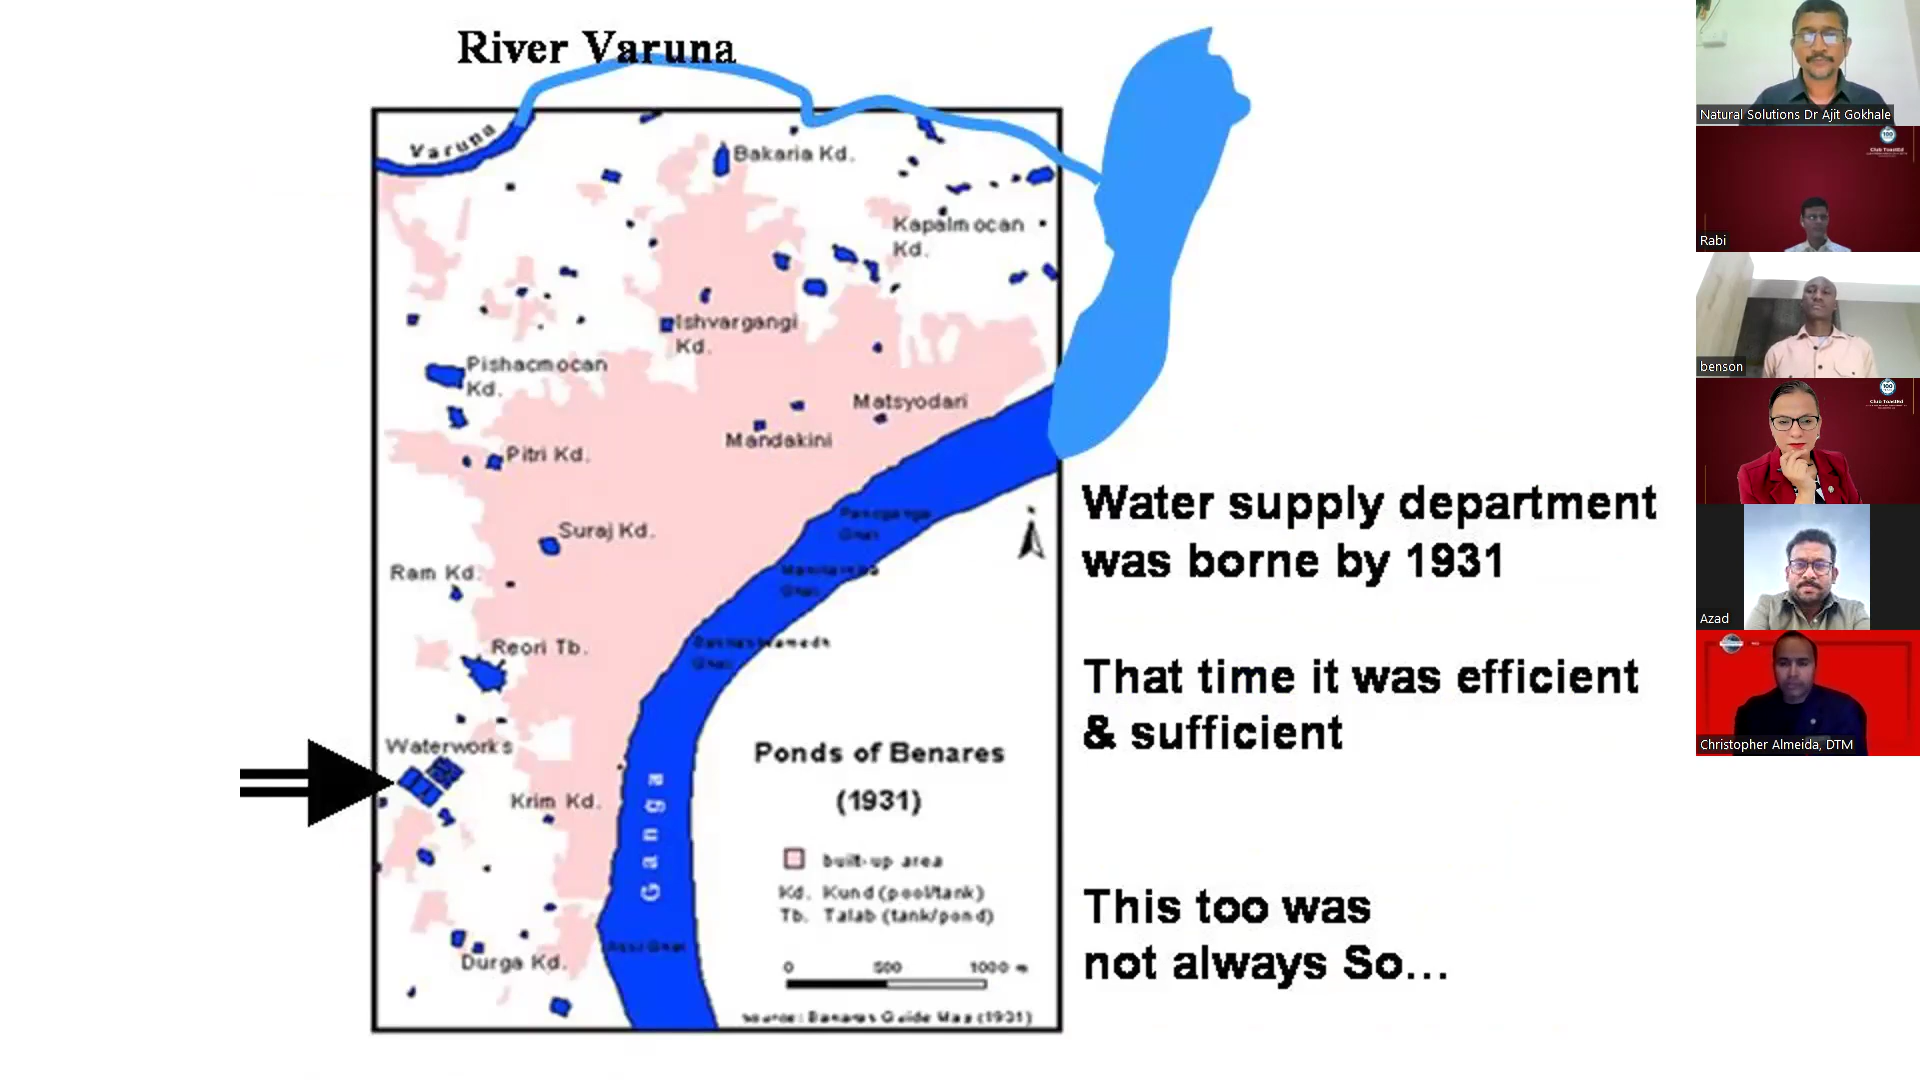 River Varuna
Varuna
Bakaria Kd.
Kapalmocan
Kd.
Ishvargangi
Kd.
Pishacmocan
Kd.
Matsyodari
Mandakini
Pitri Kd.
Suraj Kd.
Ram Kd.
Reori Tb.
Waterworks
Krim Kd.
Durga Kd.
Ganga
Assi Ghat
Ponds of Benares
(1931)
built-up area
Kd. Kund (pool/tank)
Tb. Talab (tank/pond)
0 500 1000 m
source: Banaras Guide Map (1931)
Water supply department
was borne by 1931
That time it was efficient
& sufficient
This too was
not always So...
Natural Solutions Dr Ajit Gokhale
Rabi
benson
Azad
Christopher Almeida, DTM